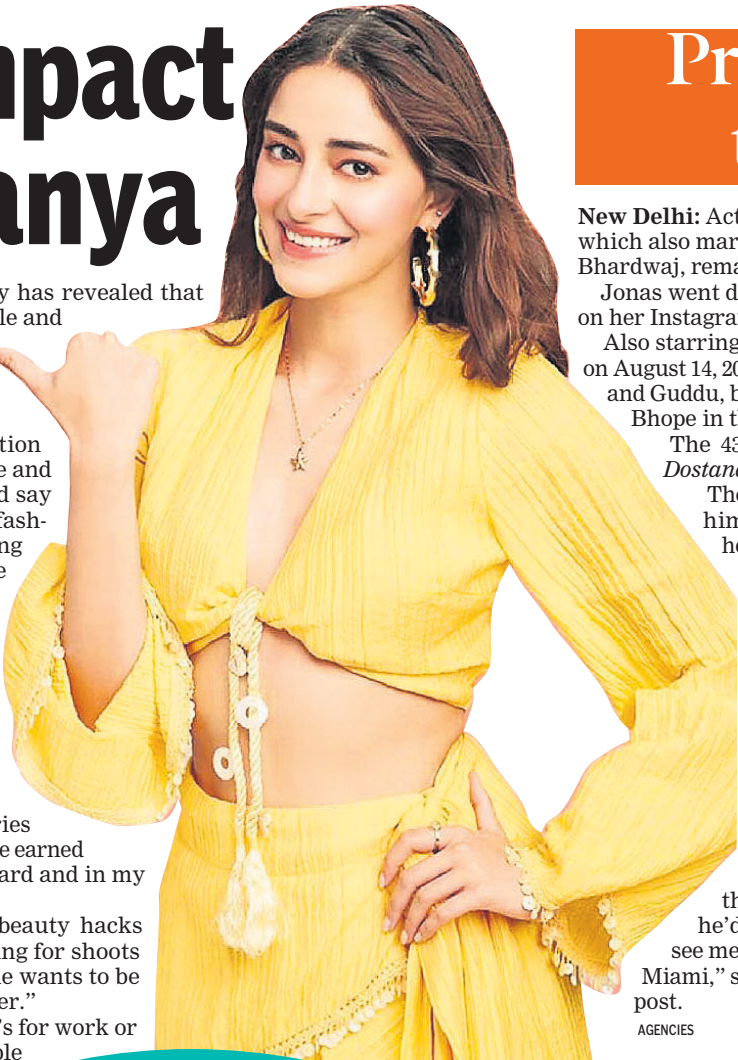 npact
anya
y has revealed that
le and
tion
e and
d say
fash-
ng
e
ries
e earned
ard and in my
beauty hacks
ng for shoots
e wants to be
er."
's for work or
ple
Pr
t
New Delhi: Act
which also mar
Bhardwaj, rema
Jonas went d
on her Instagra
Also starring
on August 14, 20
and Guddu, b
Bhope in t
The 43
Dostana
The
him
he
th
he'd
see me
Miami," s
post.
AGENCIES